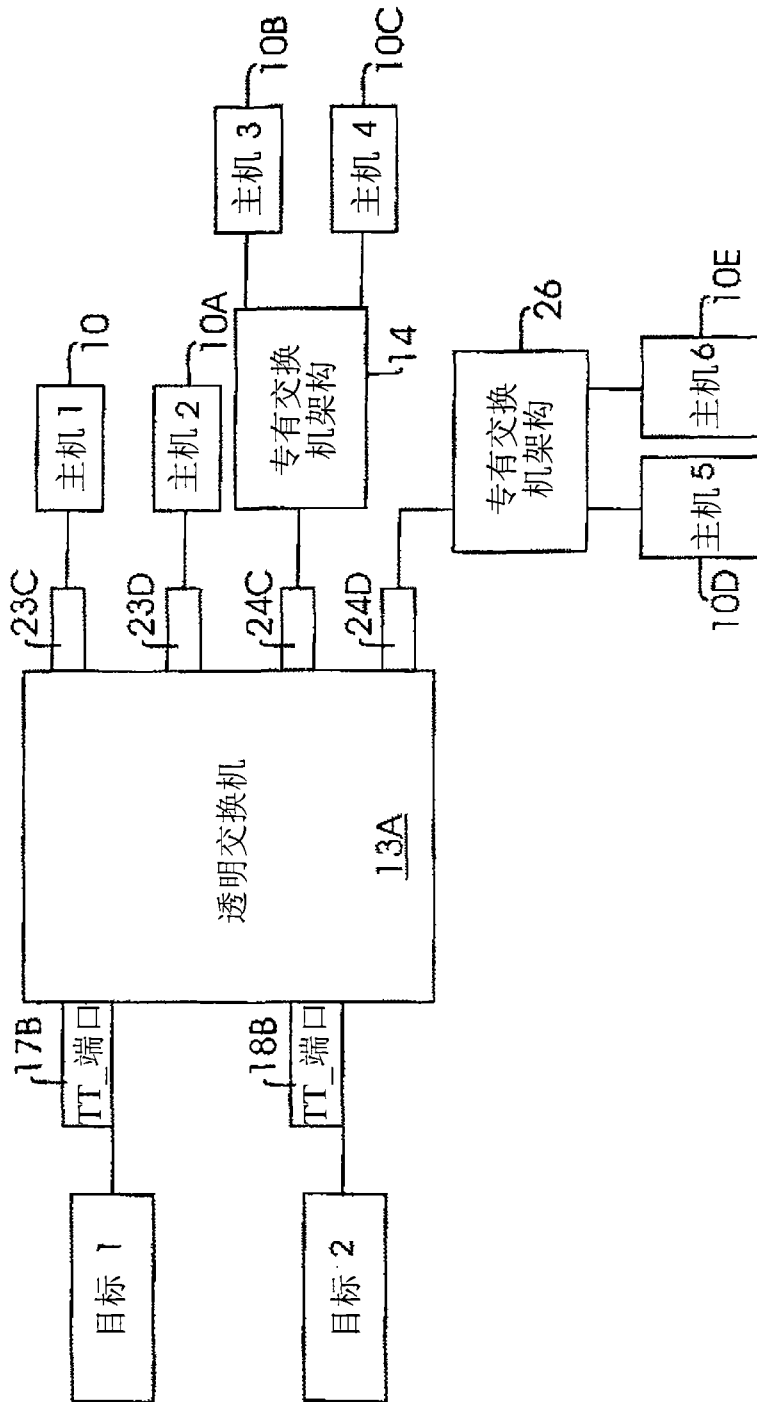 目标 1
目标 2
17B
TT_端口
18B
TT_端口
透明交换机
13A
23C
23D
24C
24D
主机 1
10
主机 2
10A
专有交换
机架构
14
主机 3
10B
主机 4
10C
专有交换
机架构
26
主机 5
10D
主机 6
10E